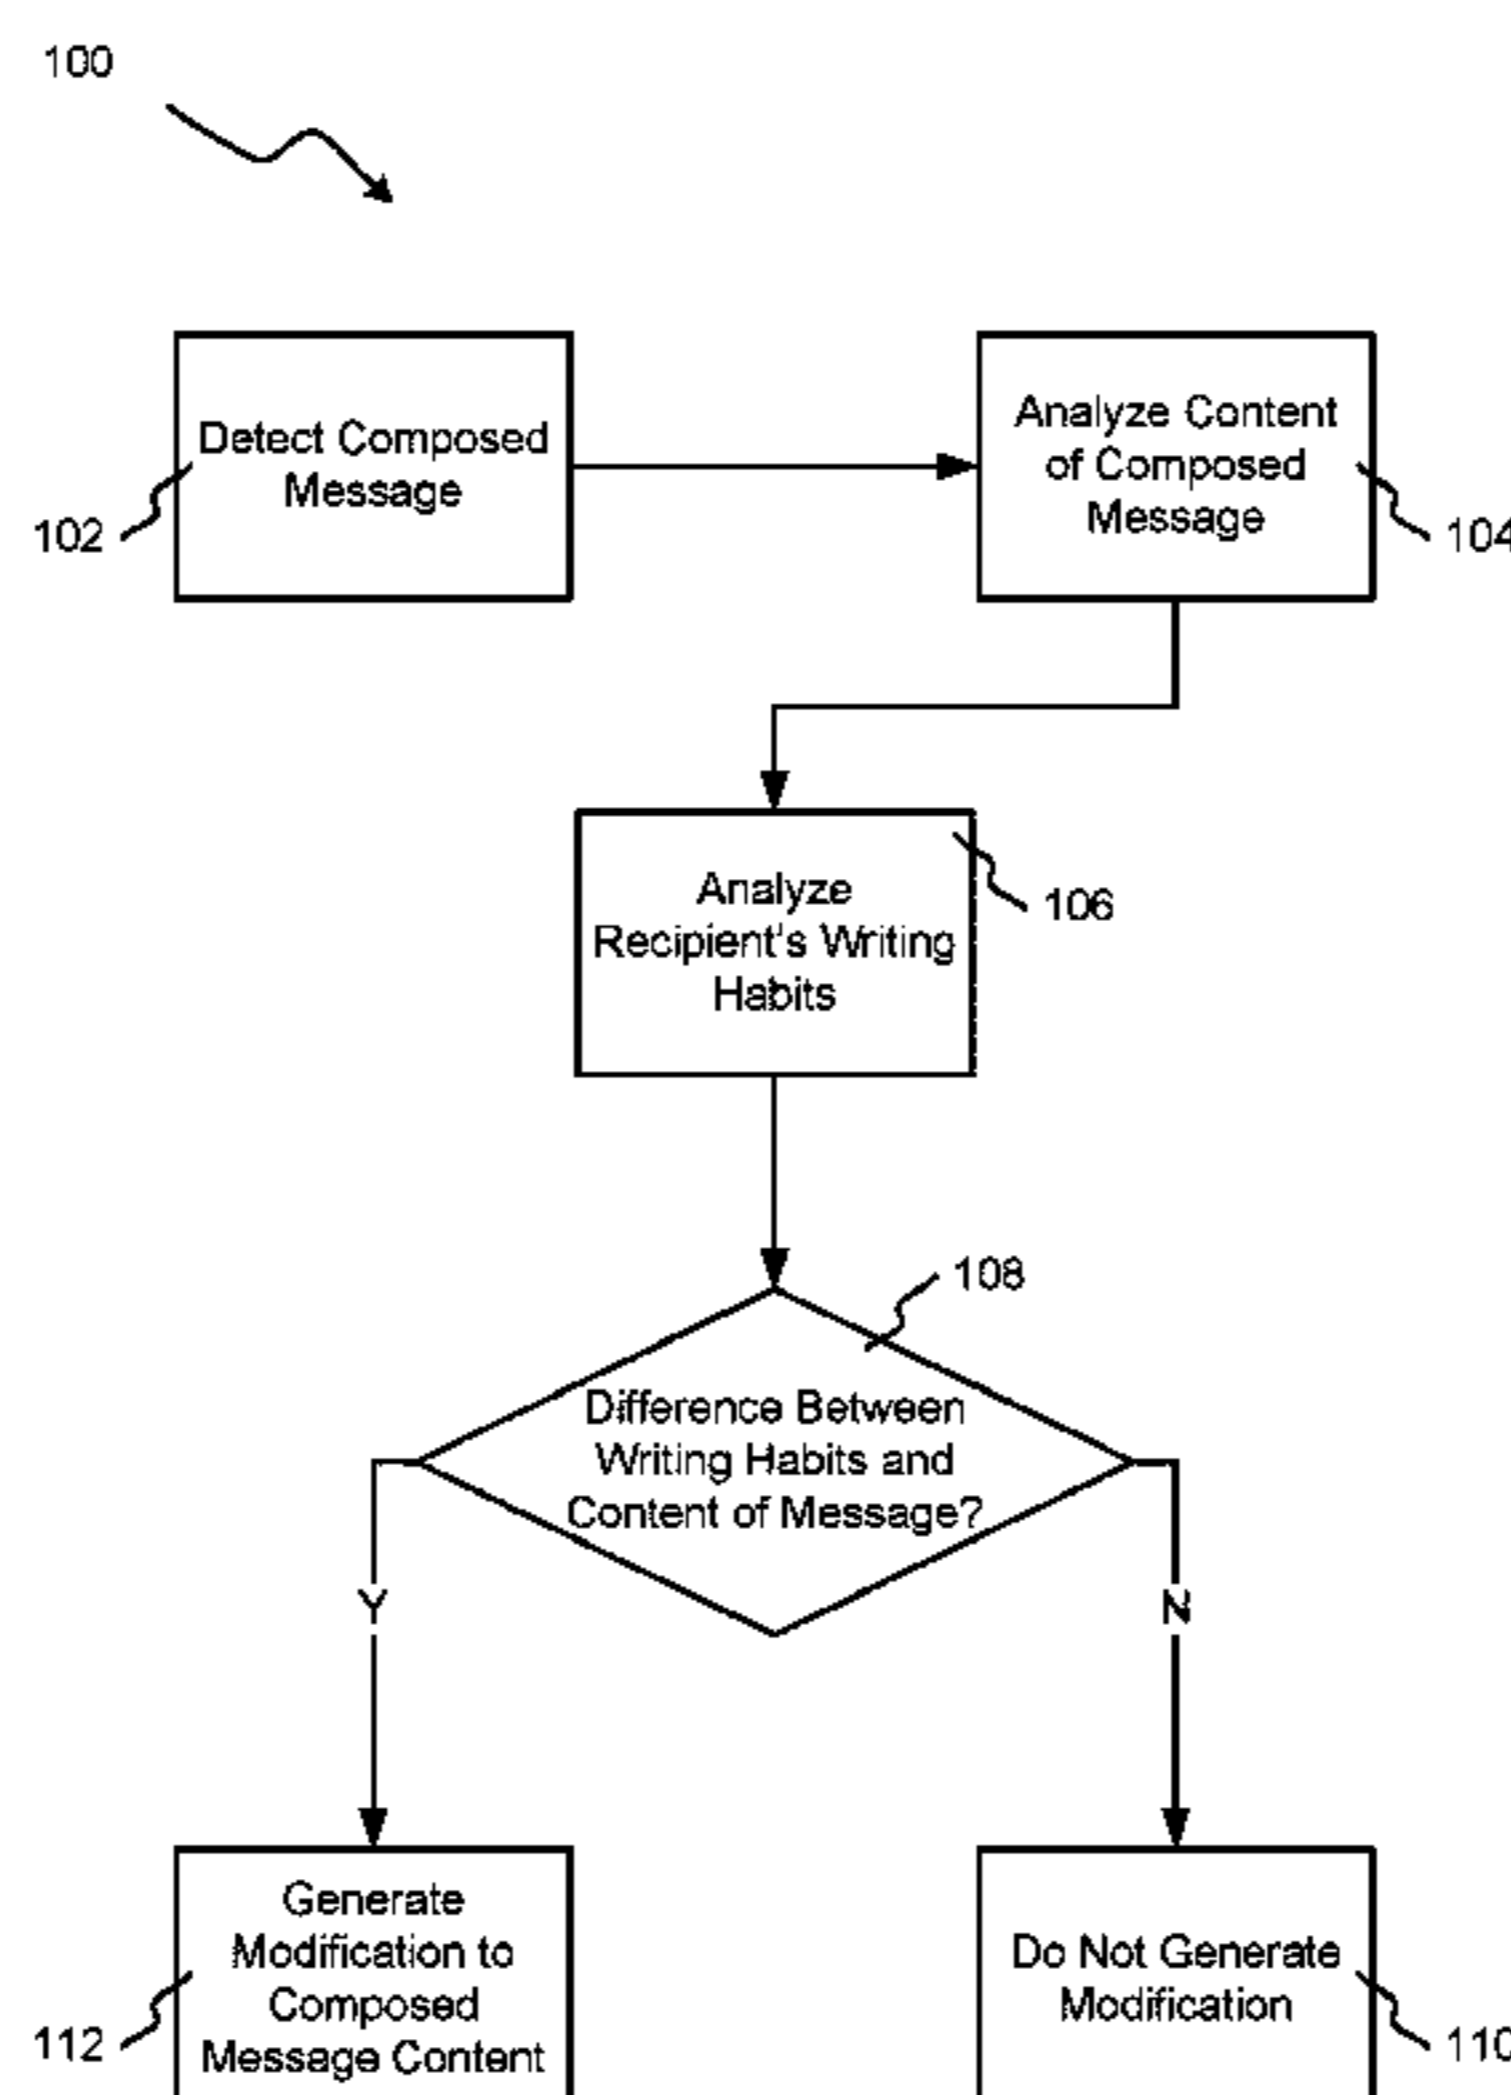 100
Detect Composed
Message
102
Analyze Content
of Composed
Message
104
Analyze
Recipient's Writing
Habits
106
108
Difference Between
Writing Habits and
Content of Message?
Y
N
Generate
Modification to
Composed
Message Content
112
Do Not Generate
Modification
110